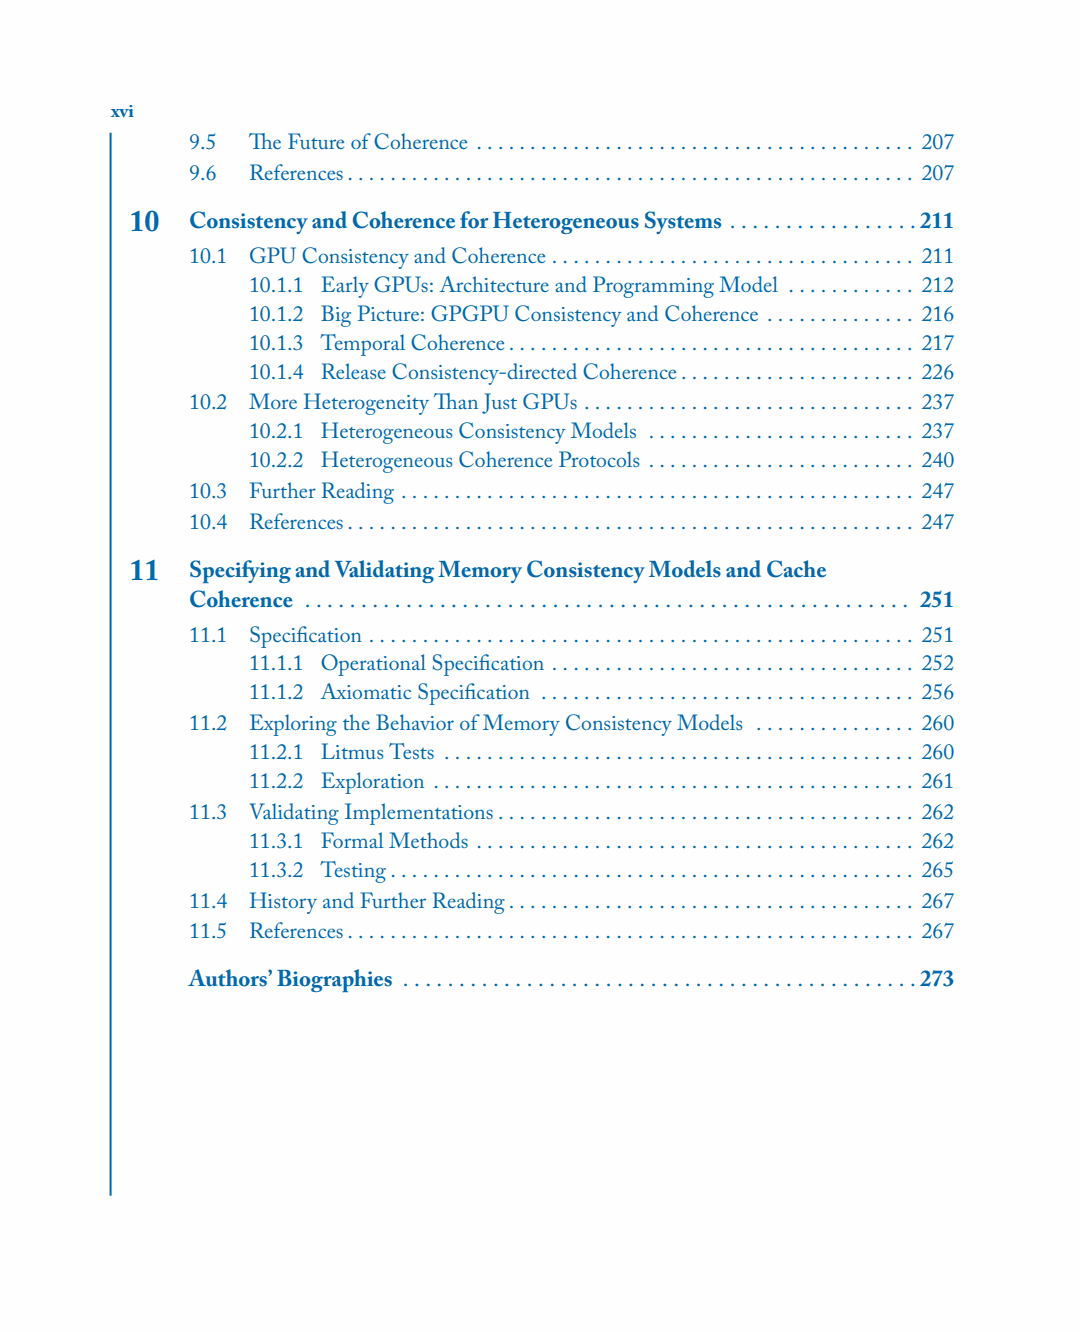 xvi
9.5 The Future of Coherence . . . . . . . . . . . . . . . . . . . . . . . . . . . . . . . . . . . . . . . . . 207
9.6 References . . . . . . . . . . . . . . . . . . . . . . . . . . . . . . . . . . . . . . . . . . . . . . . . . . . . . 207
10 Consistency and Coherence for Heterogeneous Systems . . . . . . . . . . . . . . . . . 211
10.1 GPU Consistency and Coherence . . . . . . . . . . . . . . . . . . . . . . . . . . . . . . . . . . 211
10.1.1 Early GPUs: Architecture and Programming Model . . . . . . . . . . . . 212
10.1.2 Big Picture: GPGPU Consistency and Coherence . . . . . . . . . . . . . . 216
10.1.3 Temporal Coherence . . . . . . . . . . . . . . . . . . . . . . . . . . . . . . . . . . . . . . 217
10.1.4 Release Consistency-directed Coherence . . . . . . . . . . . . . . . . . . . . . . 226
10.2 More Heterogeneity Than Just GPUs . . . . . . . . . . . . . . . . . . . . . . . . . . . . . . . 237
10.2.1 Heterogeneous Consistency Models . . . . . . . . . . . . . . . . . . . . . . . . . 237
10.2.2 Heterogeneous Coherence Protocols . . . . . . . . . . . . . . . . . . . . . . . . . 240
10.3 Further Reading . . . . . . . . . . . . . . . . . . . . . . . . . . . . . . . . . . . . . . . . . . . . . . . . 247
10.4 References . . . . . . . . . . . . . . . . . . . . . . . . . . . . . . . . . . . . . . . . . . . . . . . . . . . . . 247
11 Specifying and Validating Memory Consistency Models and Cache
Coherence . . . . . . . . . . . . . . . . . . . . . . . . . . . . . . . . . . . . . . . . . . . . . . . . . . . . . . 251
11.1 Specification . . . . . . . . . . . . . . . . . . . . . . . . . . . . . . . . . . . . . . . . . . . . . . . . . . . 251
11.1.1 Operational Specification . . . . . . . . . . . . . . . . . . . . . . . . . . . . . . . . . . 252
11.1.2 Axiomatic Specification . . . . . . . . . . . . . . . . . . . . . . . . . . . . . . . . . . . 256
11.2 Exploring the Behavior of Memory Consistency Models . . . . . . . . . . . . . . . 260
11.2.1 Litmus Tests . . . . . . . . . . . . . . . . . . . . . . . . . . . . . . . . . . . . . . . . . . . . 260
11.2.2 Exploration . . . . . . . . . . . . . . . . . . . . . . . . . . . . . . . . . . . . . . . . . . . . . 261
11.3 Validating Implementations . . . . . . . . . . . . . . . . . . . . . . . . . . . . . . . . . . . . . . . 262
11.3.1 Formal Methods . . . . . . . . . . . . . . . . . . . . . . . . . . . . . . . . . . . . . . . . . 262
11.3.2 Testing . . . . . . . . . . . . . . . . . . . . . . . . . . . . . . . . . . . . . . . . . . . . . . . . . 265
11.4 History and Further Reading . . . . . . . . . . . . . . . . . . . . . . . . . . . . . . . . . . . . . . 267
11.5 References . . . . . . . . . . . . . . . . . . . . . . . . . . . . . . . . . . . . . . . . . . . . . . . . . . . . . 267
Authors’ Biographies . . . . . . . . . . . . . . . . . . . . . . . . . . . . . . . . . . . . . . . . . . . . . . 273